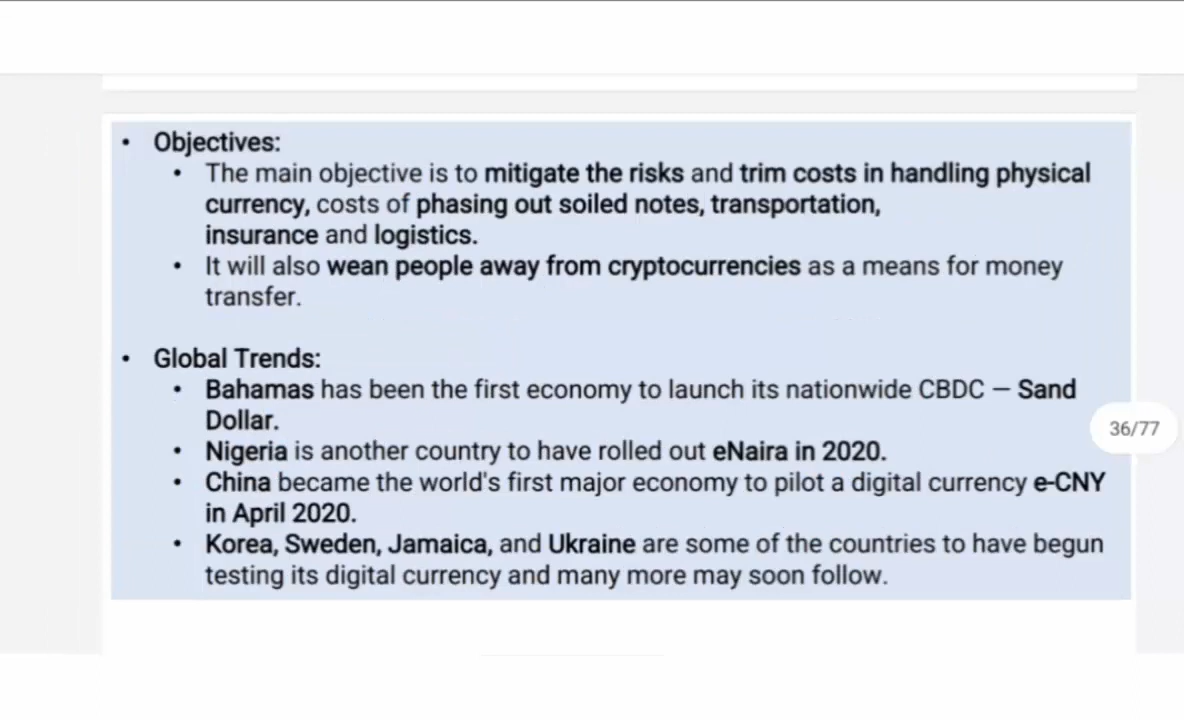 • Objectives:
• The main objective is to mitigate the risks and trim costs in handling physical
currency, costs of phasing out soiled notes, transportation,
insurance and logistics.
• It will also wean people away from cryptocurrencies as a means for money
transfer.
• Global Trends:
• Bahamas has been the first economy to launch its nationwide CBDC – Sand
Dollar.
• Nigeria is another country to have rolled out eNaira in 2020.
• China became the world's first major economy to pilot a digital currency e-CNY
in April 2020.
• Korea, Sweden, Jamaica, and Ukraine are some of the countries to have begun
testing its digital currency and many more may soon follow.
36/77